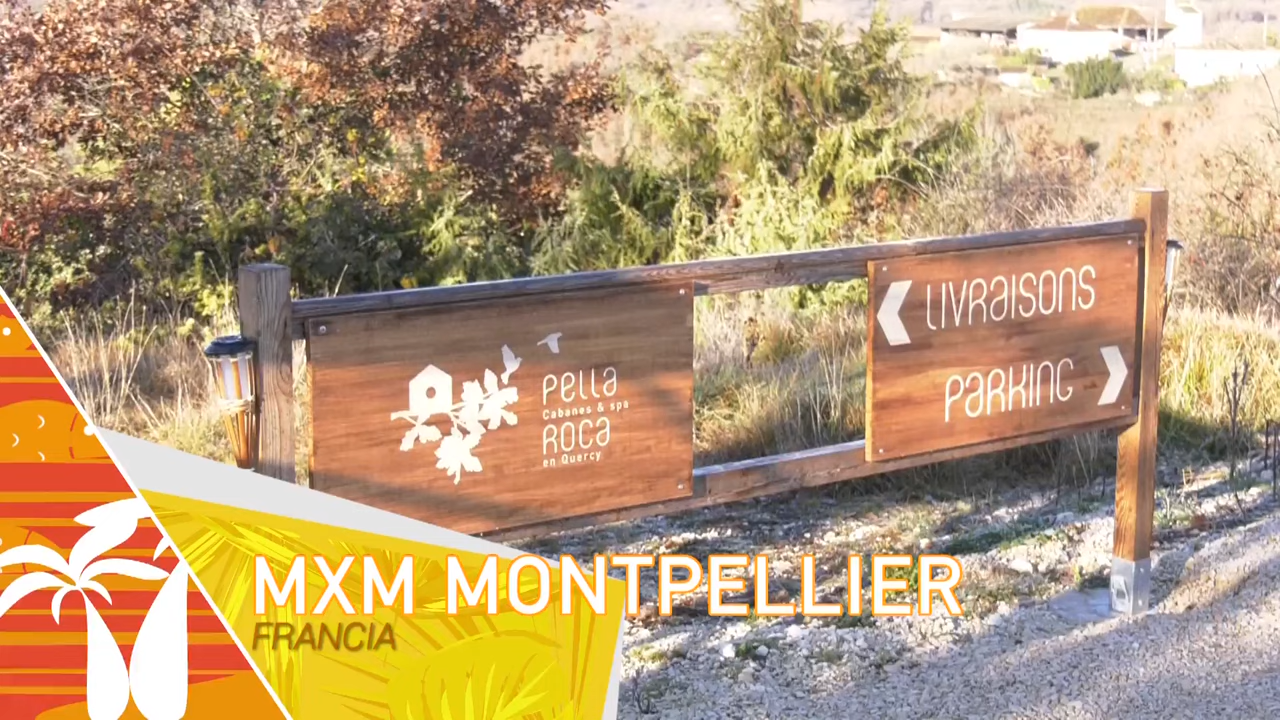 LIVRAISONS
PARKING
Pella
Cabanes & spa
ROCA
en Quercy
MXM MONTPELLIER
FRANCIA